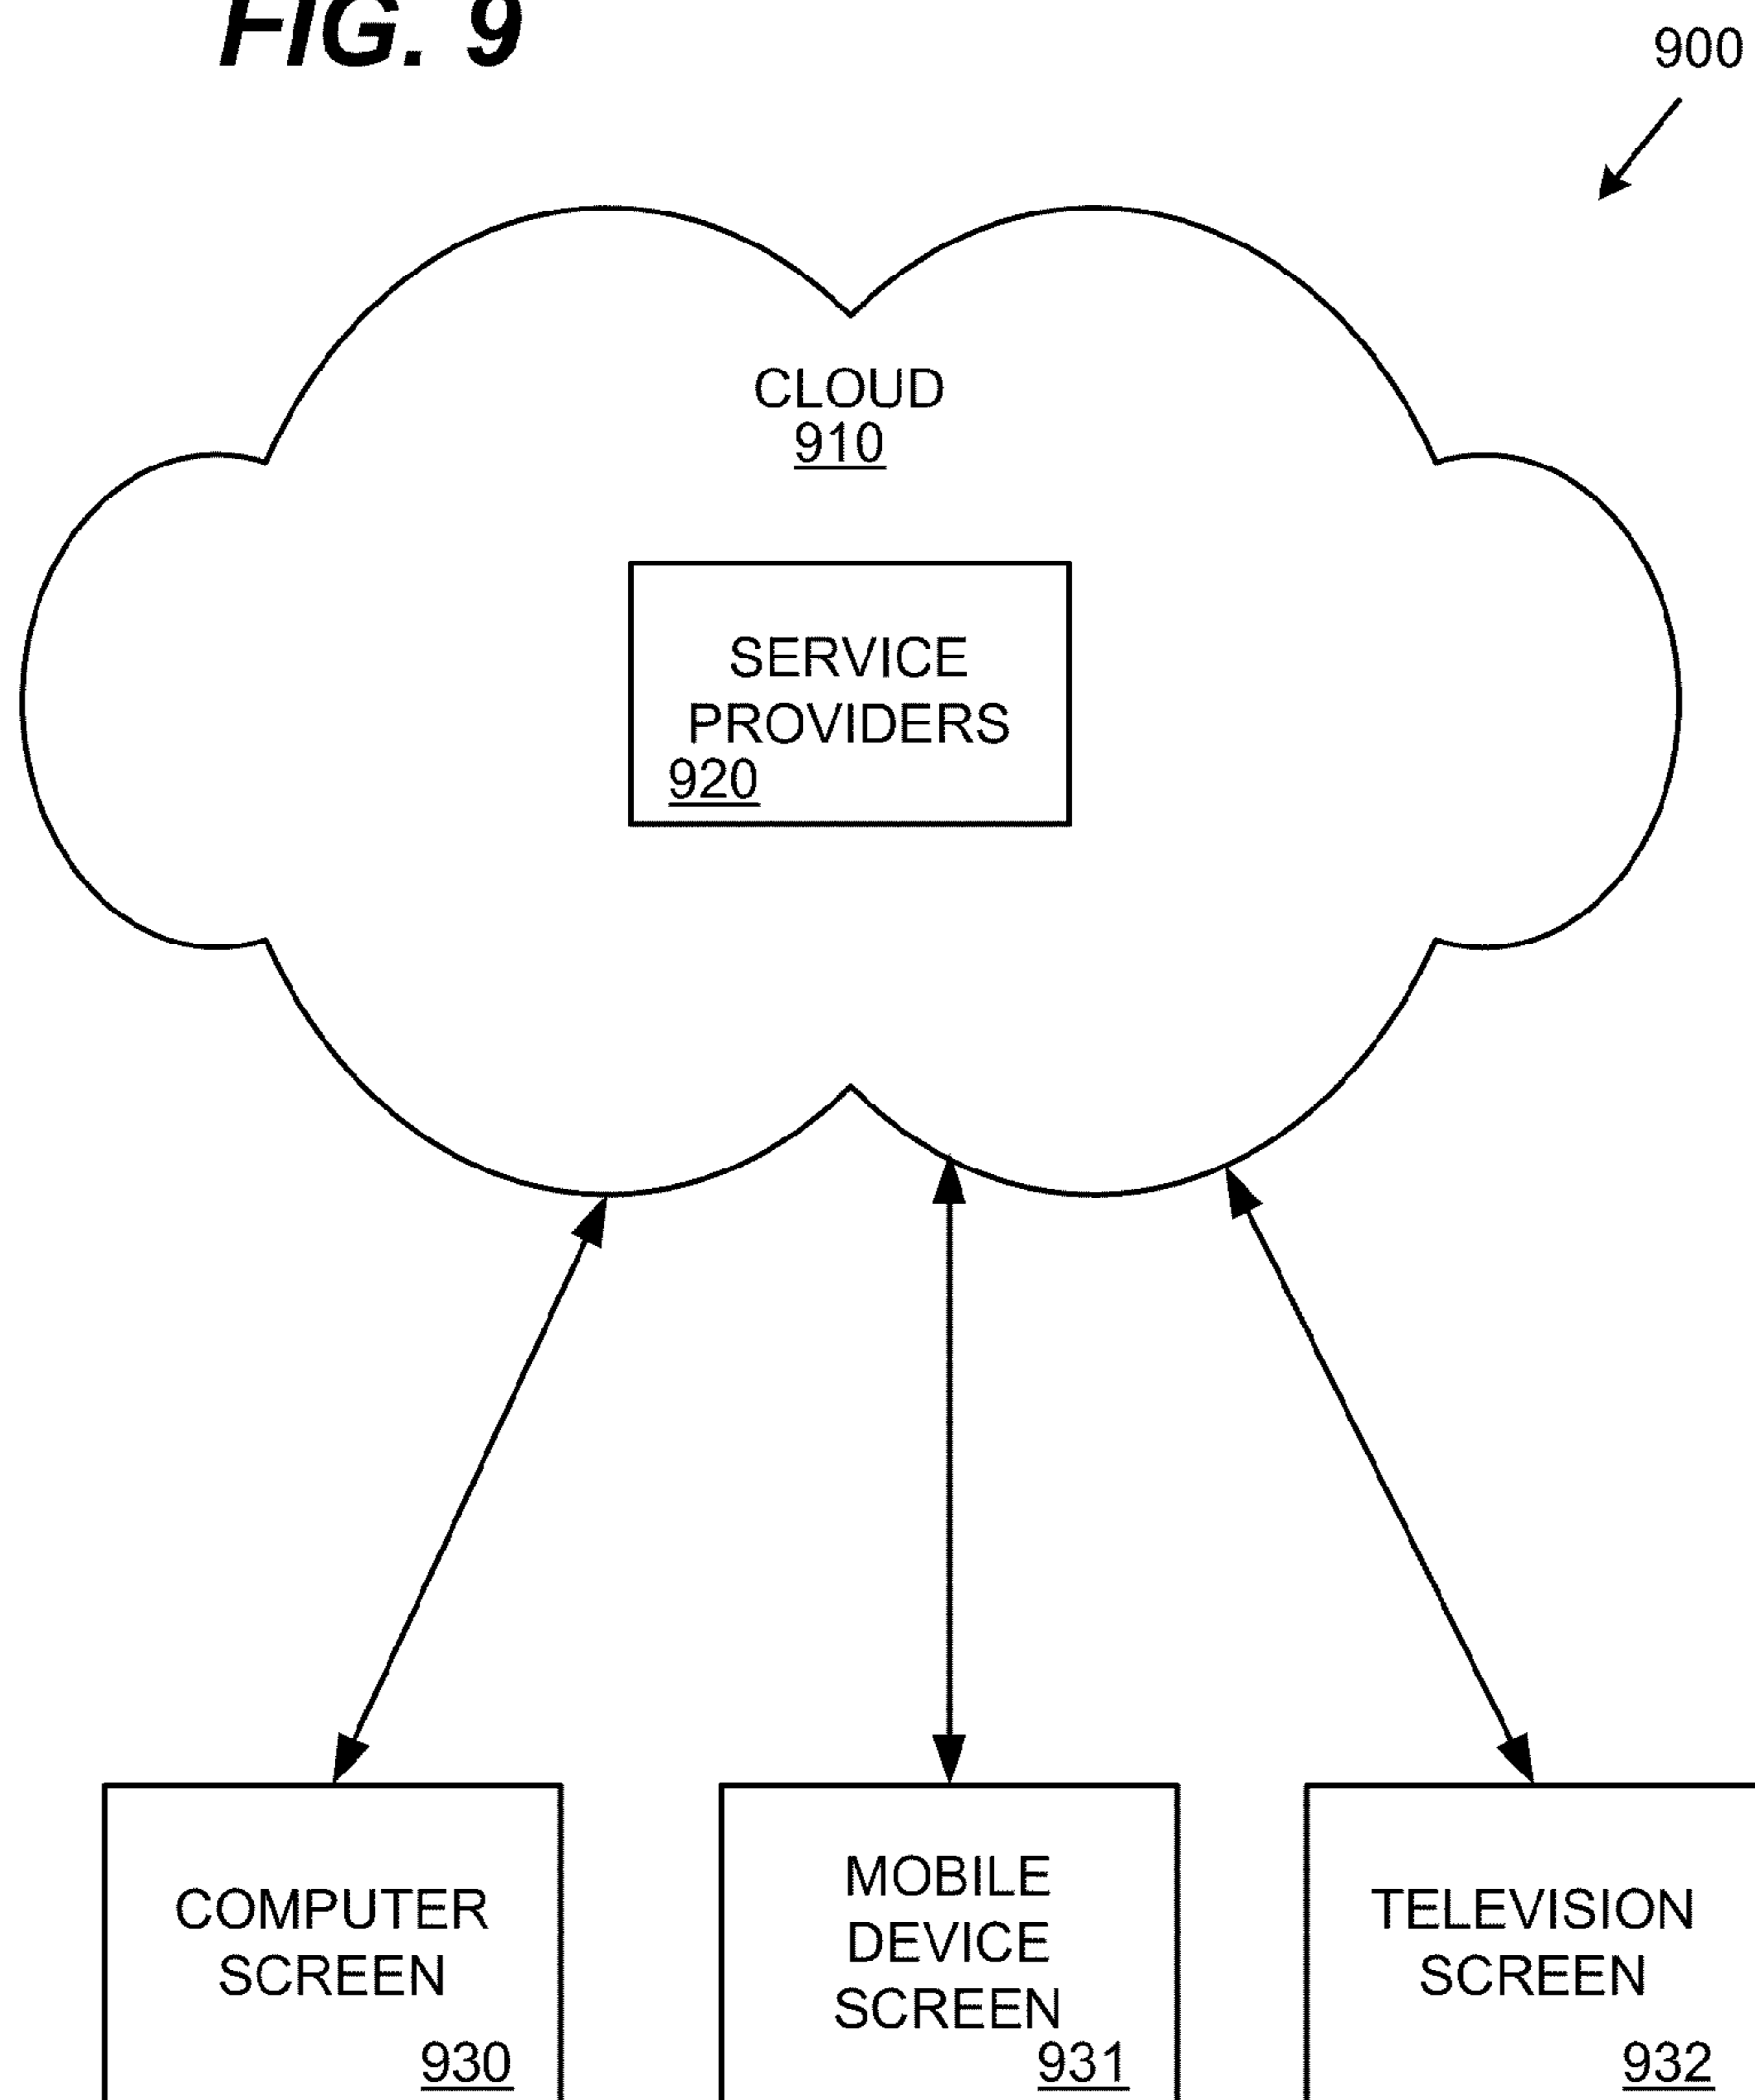 FIG. 9
900
CLOUD
910
SERVICE
PROVIDERS
920
COMPUTER
SCREEN
930
MOBILE
DEVICE
SCREEN
931
TELEVISION
SCREEN
932